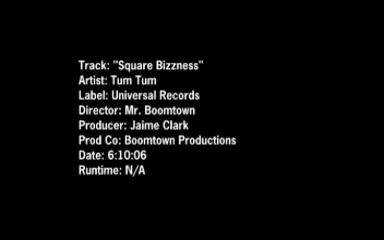 Track: "Square Bizzness"
Artist: Tum Tum
Label: Universal Records
Director: Mr. Boomtown
Producer: Jaime Clark
Prod Co: Boomtown Productions
Date: 6:10:06
Runtime: N/A